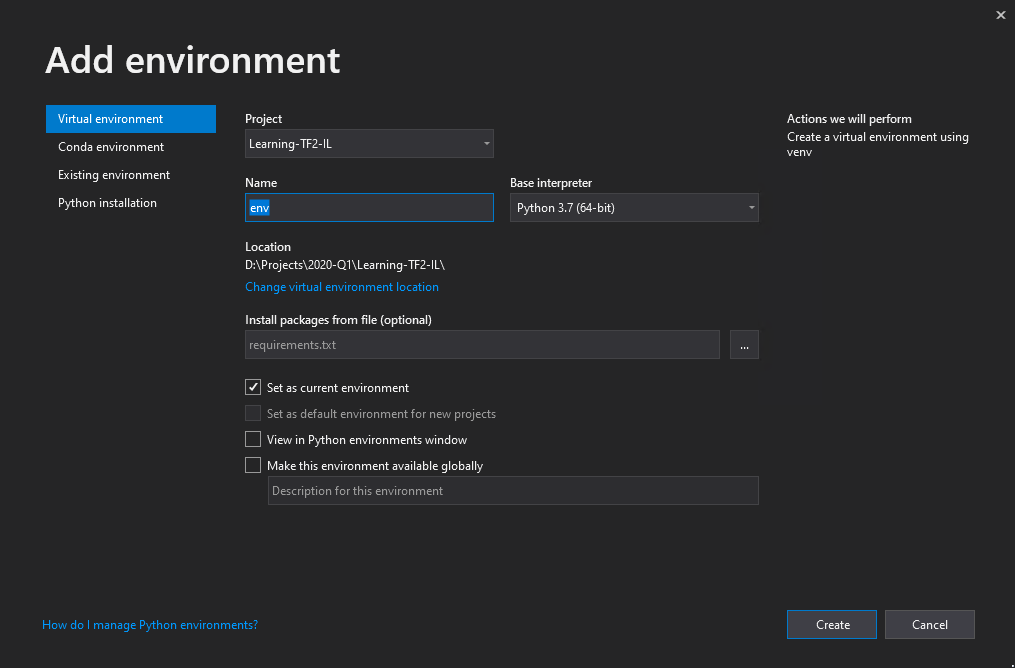 Add environment
Virtual environment
Conda environment
Existing environment
Python installation
Project
Learning-TF2-IL
Name
Base interpreter
env
Python 3.7 (64-bit)
Location
D:\Projects\2020-Q1\Learning-TF2-IL\
Change virtual environment location
Install packages from file (optional)
requirements.txt
...
Set as current environment
Set as default environment for new projects
View in Python environments window
Make this environment available globally
Description for this environment
Actions we will perform
Create a virtual environment using
venv
How do I manage Python environments?
Create
Cancel